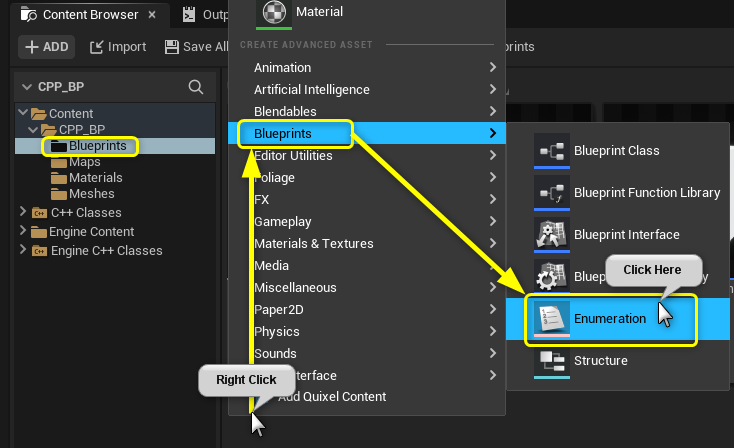 Content Browser
Outp
Material
ADD
Import
Save All
prints
CREATE ADVANCED ASSET
CPP_BP
Content
CPP_BP
Blueprints
Maps
Materials
Meshes
C++ Classes
Engine Content
Engine C++ Classes
Animation
Artificial Intelligence
Blendables
Blueprints
Editor Utilities
Foliage
FX
Gameplay
Materials & Textures
Media
Miscellaneous
Paper2D
Physics
Sounds
terface
Add Quixel Content
Right Click
Blueprint Class
Blueprint Function Library
Blueprint Interface
Bluep
y
Click Here
Enumeration
Structure